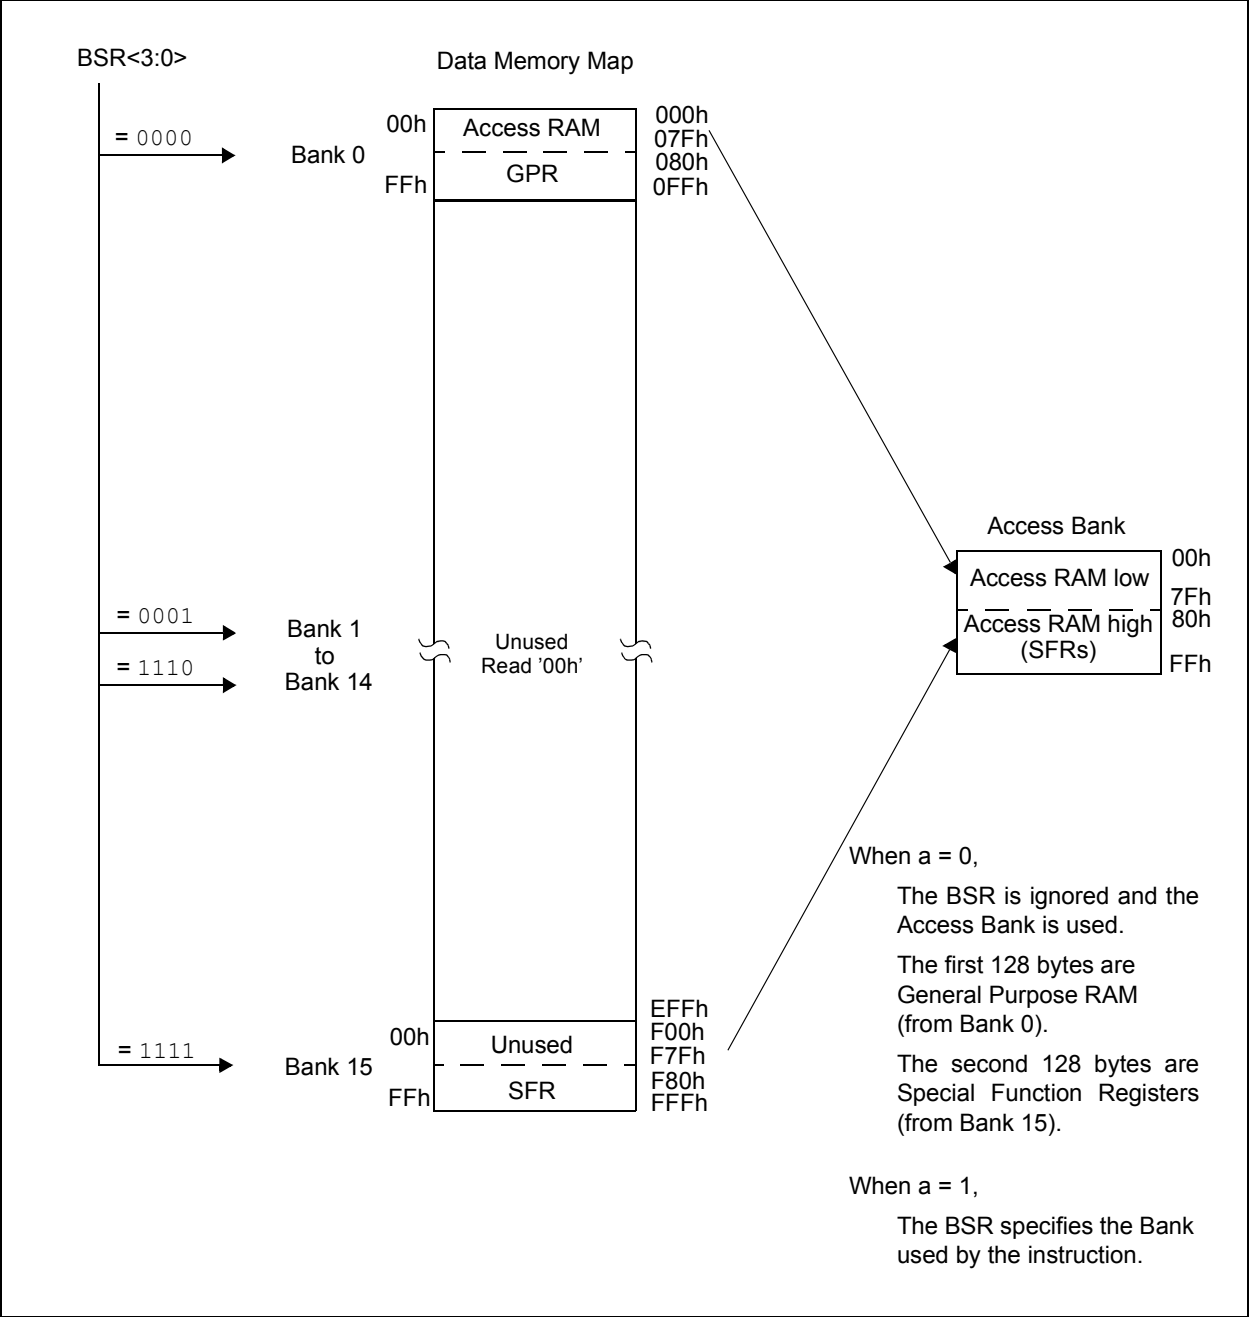 BSR<3:0>
Data Memory Map
= 0000
Bank 0
00h
FFh
Access RAM
GPR
000h
07Fh
080h
0FFh
= 0001
= 1110
Bank 1
to
Bank 14
Unused
Read '00h'
Access Bank
Access RAM low
Access RAM high
(SFRs)
00h
7Fh
80h
FFh
= 1111
Bank 15
00h
FFh
Unused
SFR
EFFh
F00h
F7Fh
F80h
FFFh
When a = 0,
The BSR is ignored and the
Access Bank is used.
The first 128 bytes are
General Purpose RAM
(from Bank 0).
The second 128 bytes are
Special Function Registers
(from Bank 15).
When a = 1,
The BSR specifies the Bank
used by the instruction.